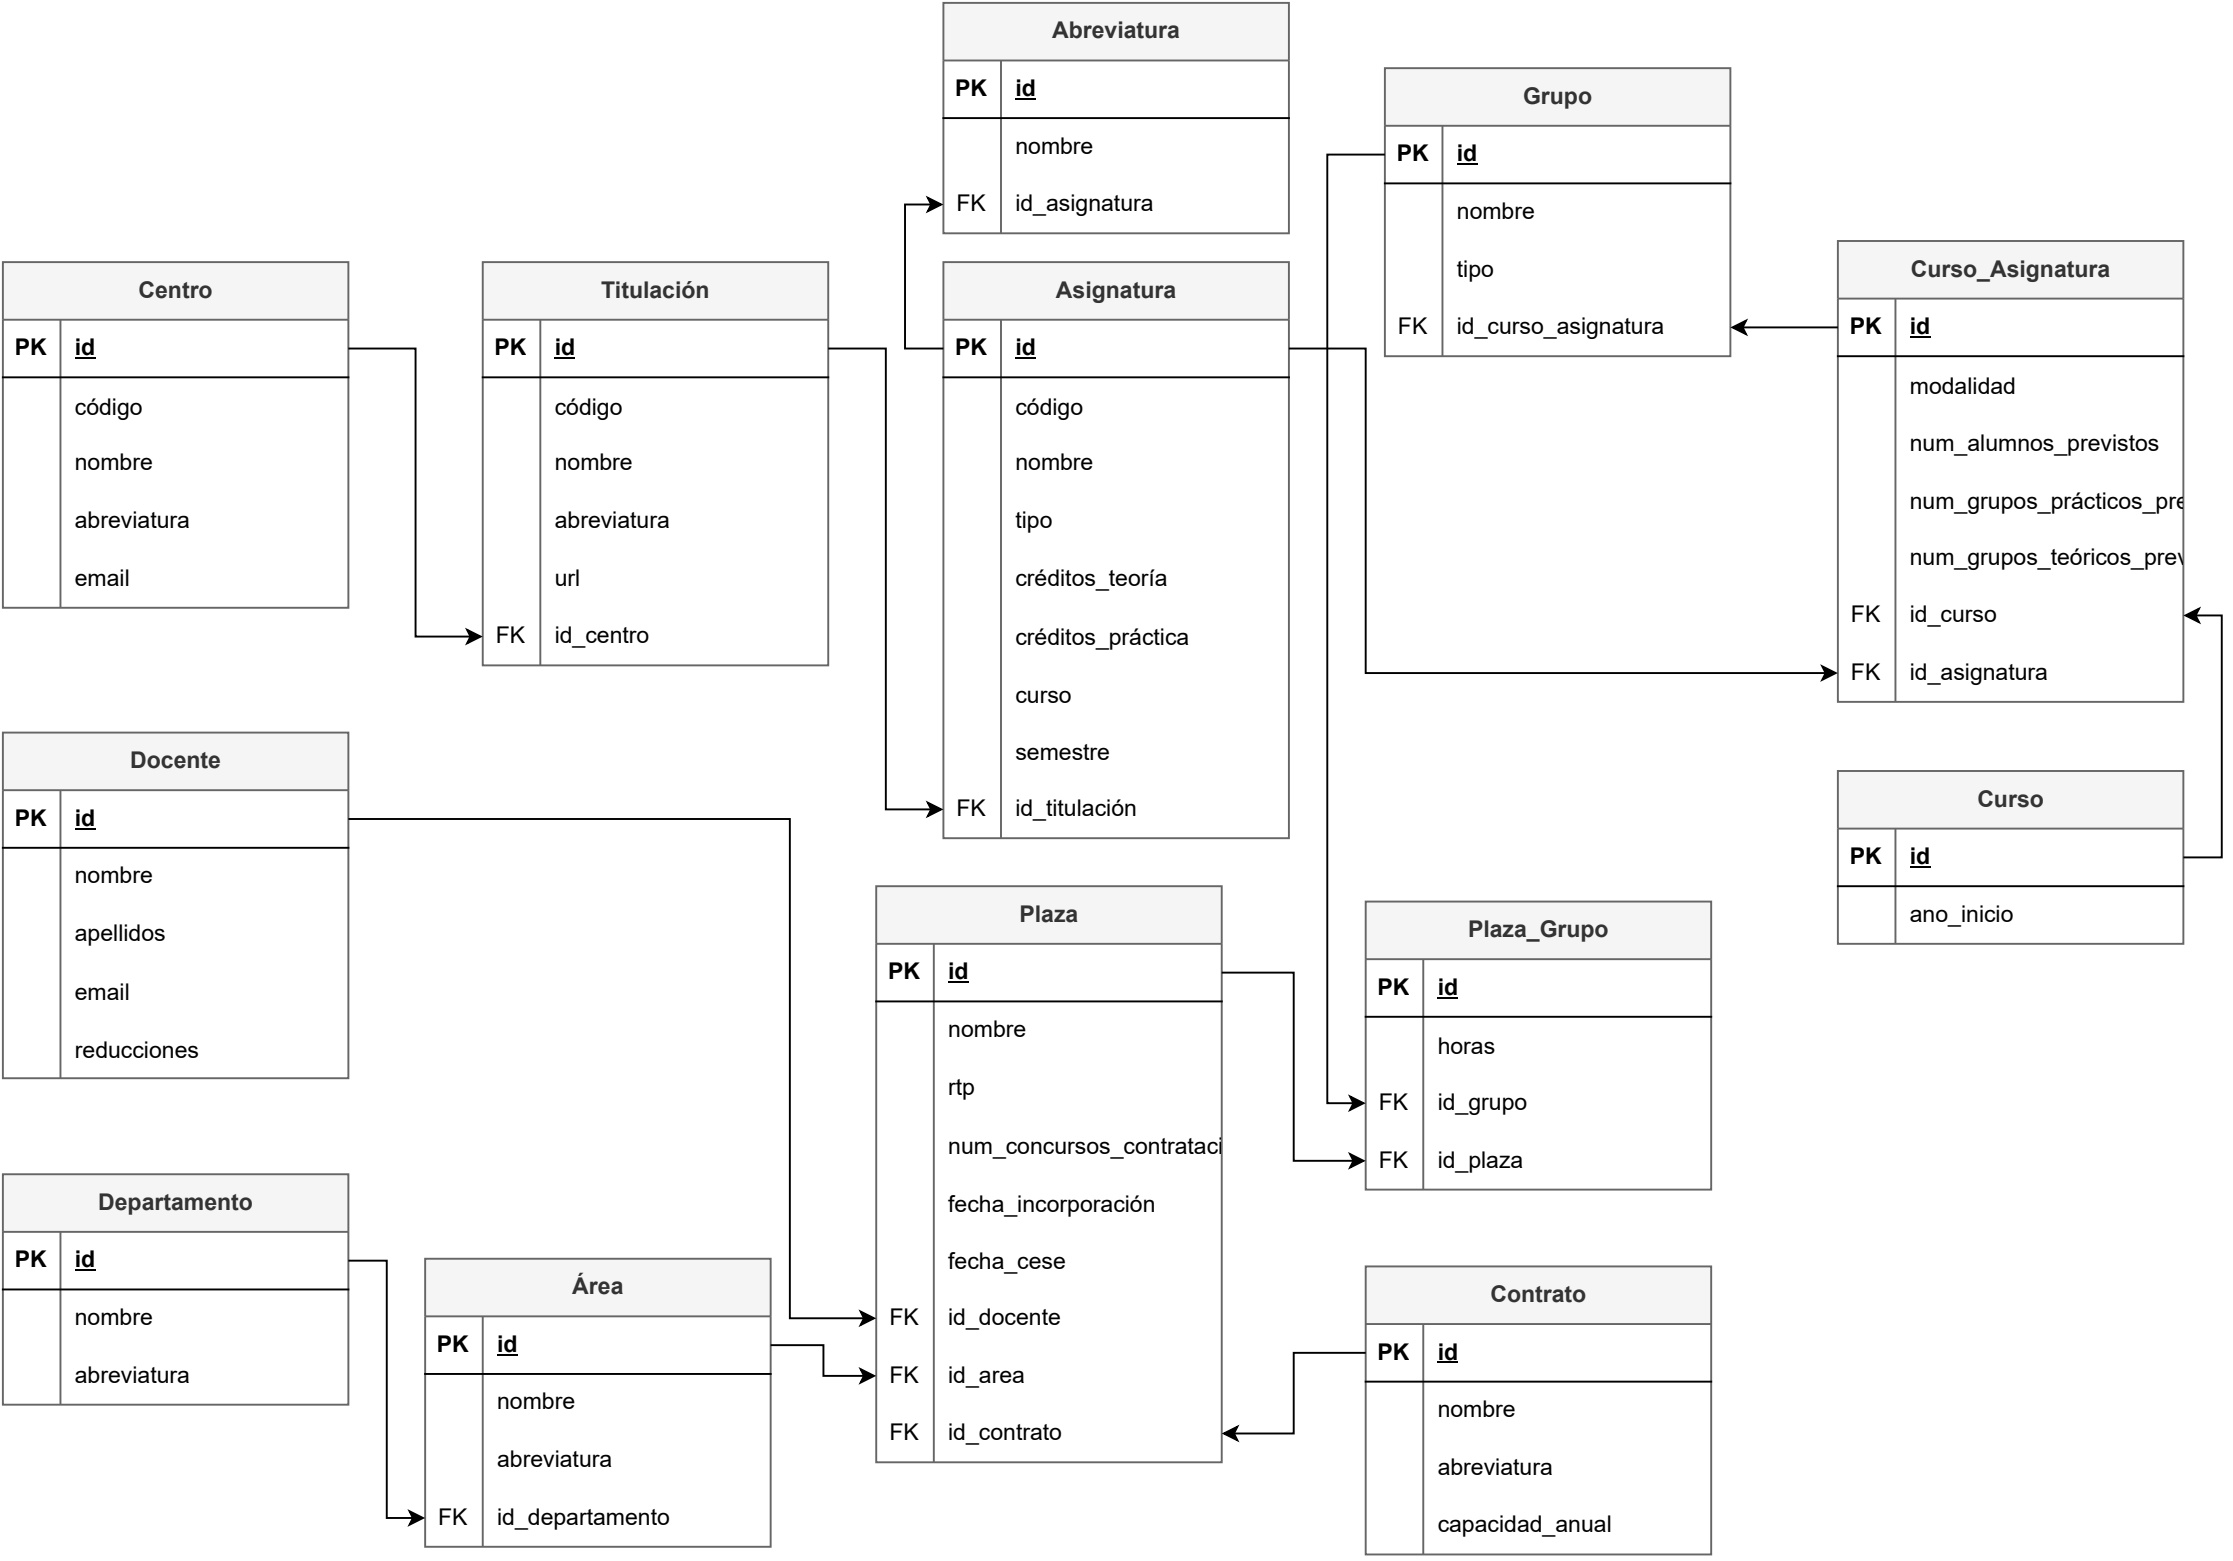 Abreviatura
PK id
nombre
FK id_asignatura
Grupo
PK id
nombre
tipo
FK id_curso_asignatura
Curso_Asignatura
PK id
modalidad
num_alumnos_previstos
num_grupos_prácticos_pre
num_grupos_teóricos_prev
FK id_curso
FK id_asignatura
Centro
PK id
código
nombre
abreviatura
email
Titulación
PK id
código
nombre
abreviatura
url
FK id_centro
Asignatura
PK id
código
nombre
tipo
créditos_teoría
créditos_práctica
curso
semestre
FK id_titulación
Docente
PK id
nombre
apellidos
email
reducciones
Curso
PK id
ano_inicio
Plaza
PK id
nombre
rtp
num_concursos_contrataci
fecha_incorporación
fecha_cese
FK id_docente
FK id_area
FK id_contrato
Plaza_Grupo
PK id
horas
FK id_grupo
FK id_plaza
Departamento
PK id
nombre
abreviatura
Área
PK id
nombre
abreviatura
FK id_departamento
Contrato
PK id
nombre
abreviatura
capacidad_anual